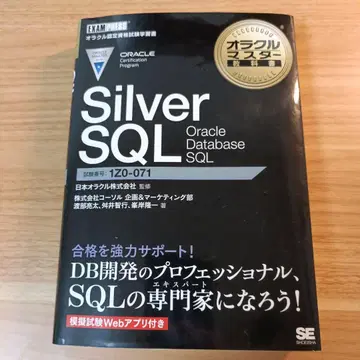 EXAMPRESS
オラクル認定資格試験学習書
ORACLE
Certification
Program
オラクル
マスター
教科書
Silver
SQL
Oracle
Database
SQL
試験番号 1Z0-071
日本オラクル株式会社 監修
株式会社コーソル 企画&マーケティング部
渡部亮太、舛井智行、峯岸隆一 著
合格を強力サポート!
DB開発のプロフェッショナル、
エキスパート
SQLの専門家になろう!
模擬試験Webアプリ付き
SE
SHOEISHA